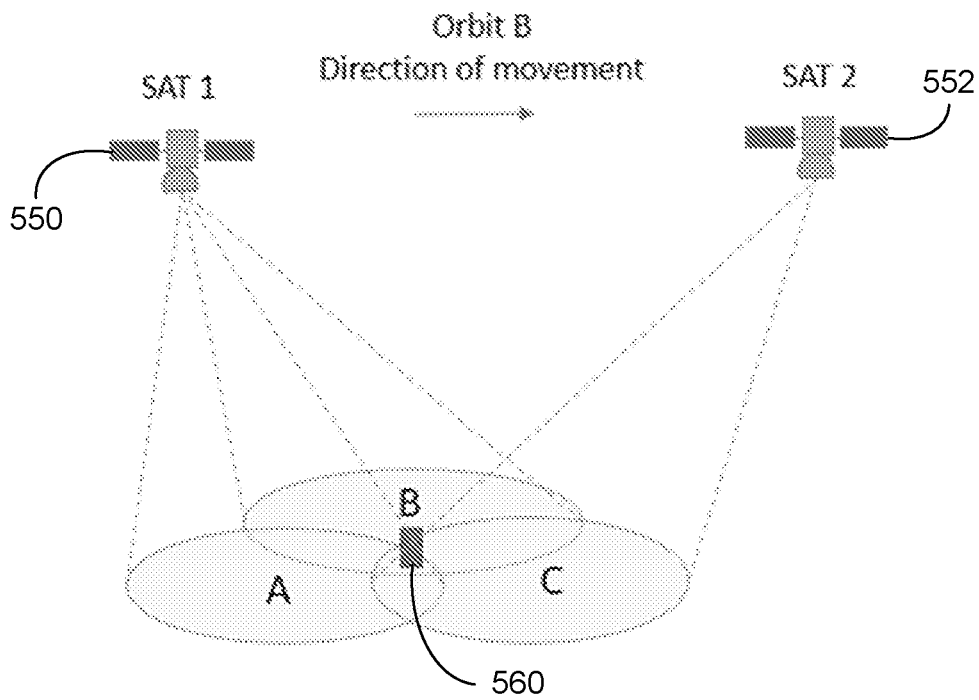 Orbit B
Direction of movement
SAT 1
SAT 2
552
550
B
A
C
560